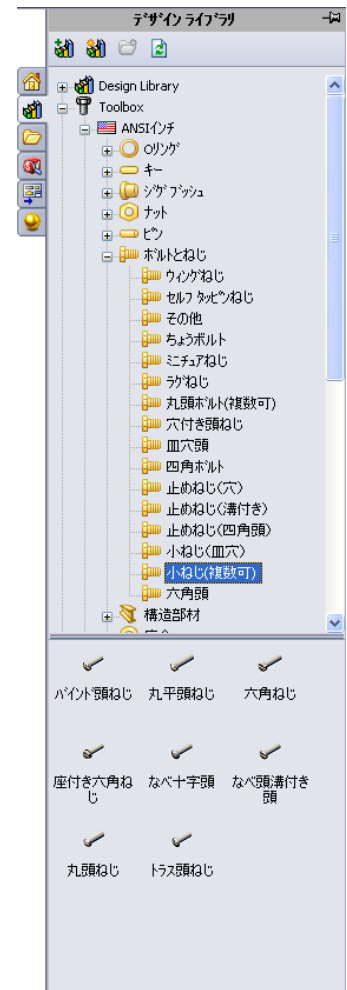 ﾃﾞｻﾞｲﾝ ﾗｲﾌﾞﾗﾘ
Design Library
Toolbox
ANSIインチ
Oリング
キー
ジグ ブッシュ
ナット
ピン
ボルトとねじ
ウィングねじ
セルフ タッピンねじ
その他
ちょうボルト
ミニチュアねじ
ラグねじ
丸頭ボルト(複数可)
穴付き頭ねじ
皿穴頭
四角ボルト
止めねじ(穴)
止めねじ(溝付き)
止めねじ(四角頭)
小ねじ(皿穴)
小ねじ(複数可)
六角頭
構造部材
バインド頭ねじ 丸平頭ねじ 六角ねじ
座付き六角ね
じ
なべ十字頭
なべ頭溝付き
頭
丸頭ねじ トラス頭ねじ